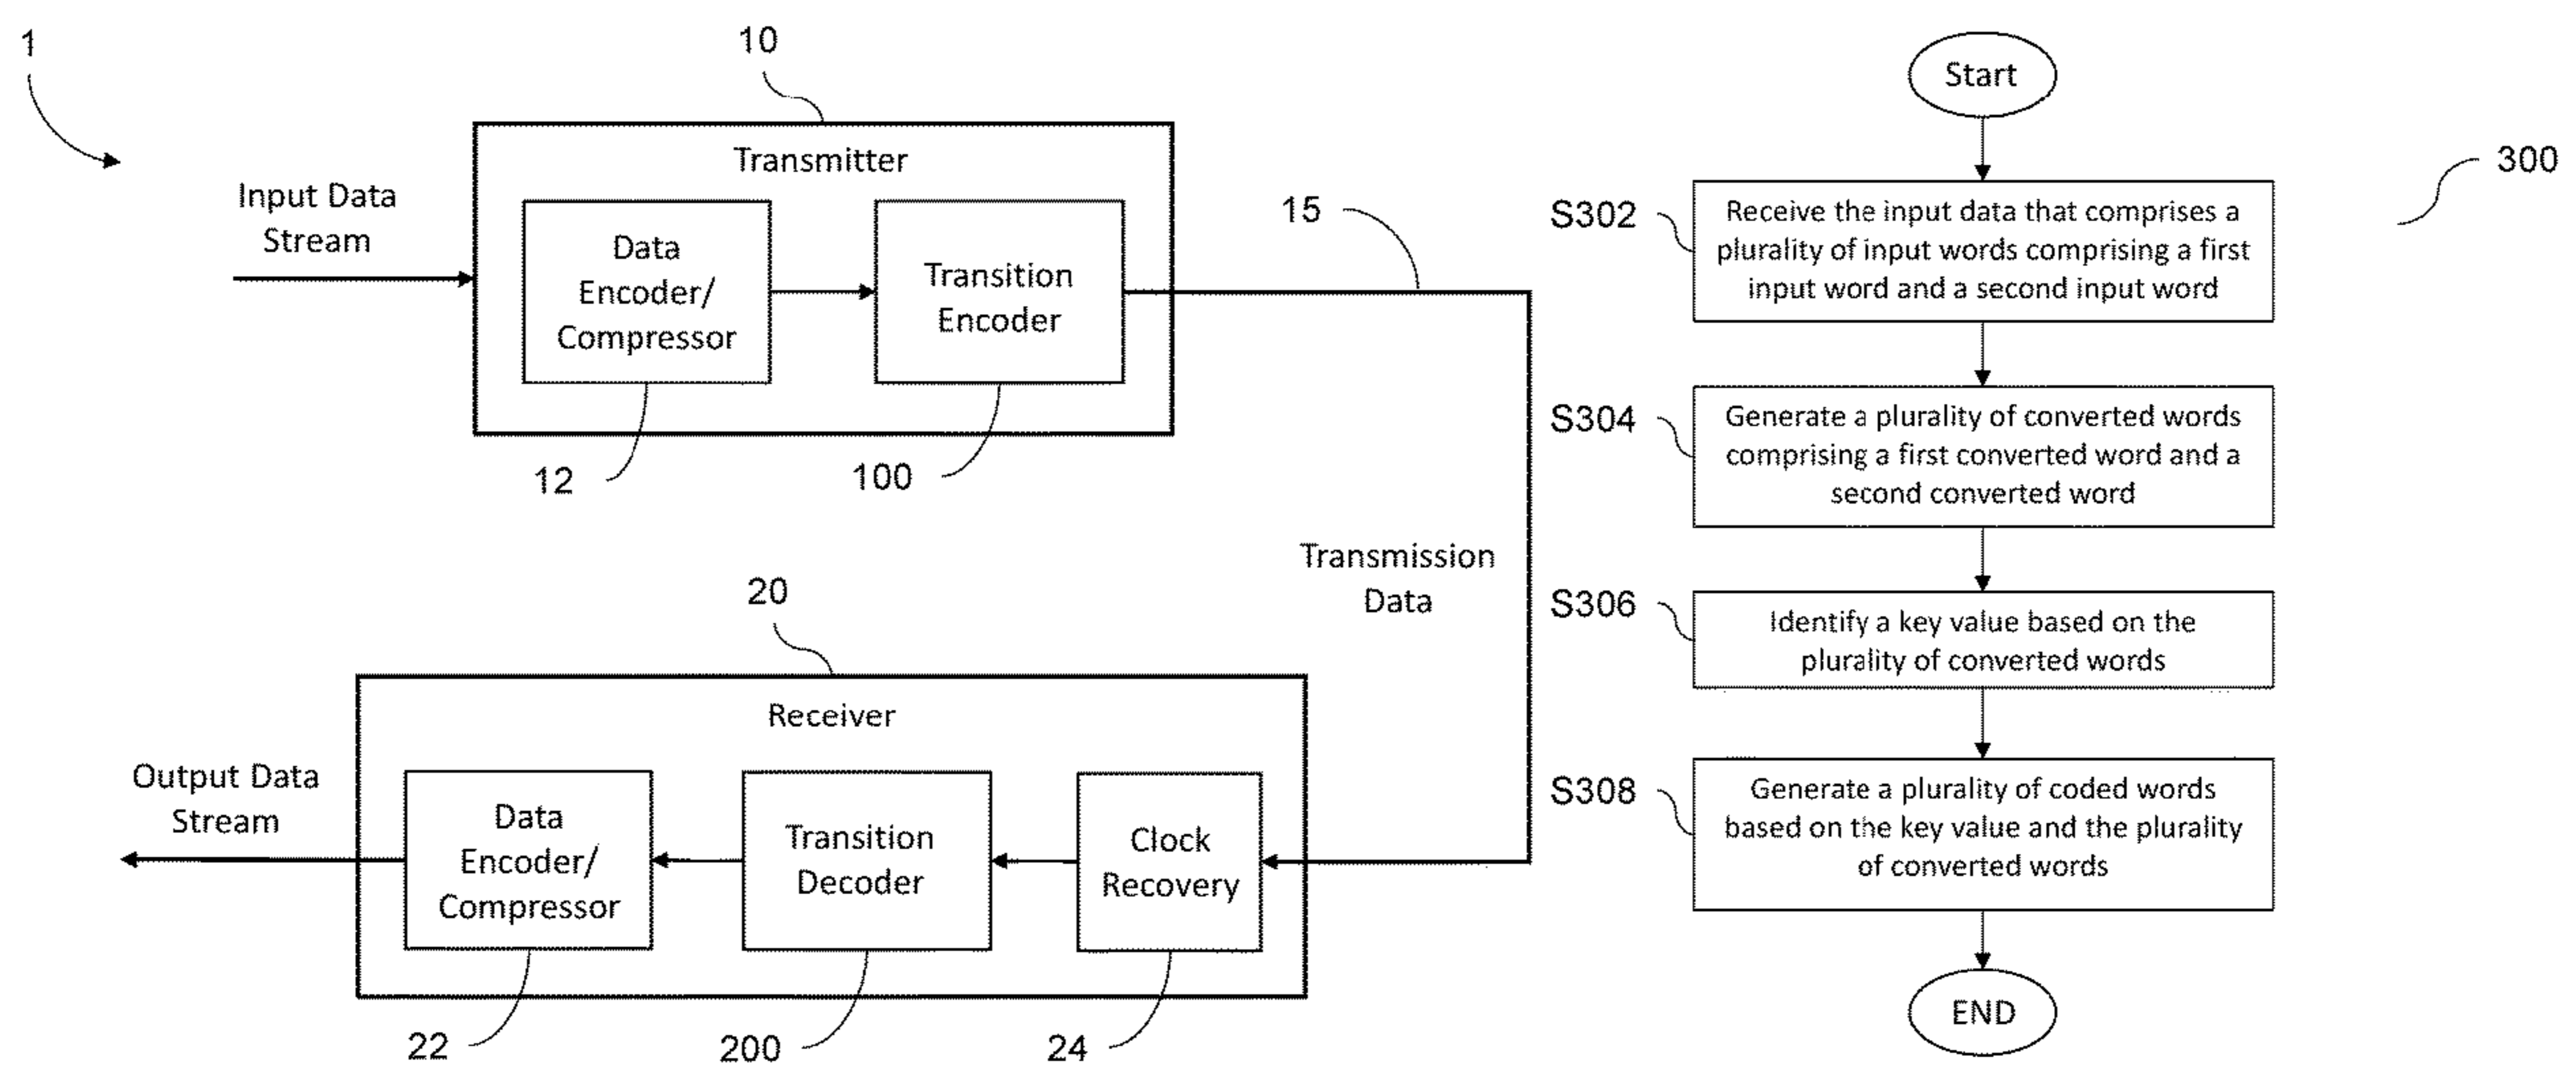 1
10
Transmitter
Input Data
Stream
Data
Encoder/
Compressor
Transition
Encoder
12
100
15
Transmission
Data
20
Receiver
Output Data
Stream
Data
Encoder/
Compressor
Transition
Decoder
Clock
Recovery
22
200
24
Start
300
S302
Receive the input data that comprises a
plurality of input words comprising a first
input word and a second input word
S304
Generate a plurality of converted words
comprising a first converted word and a
second converted word
S306
Identify a key value based on the
plurality of converted words
S308
Generate a plurality of coded words
based on the key value and the plurality
of converted words
END